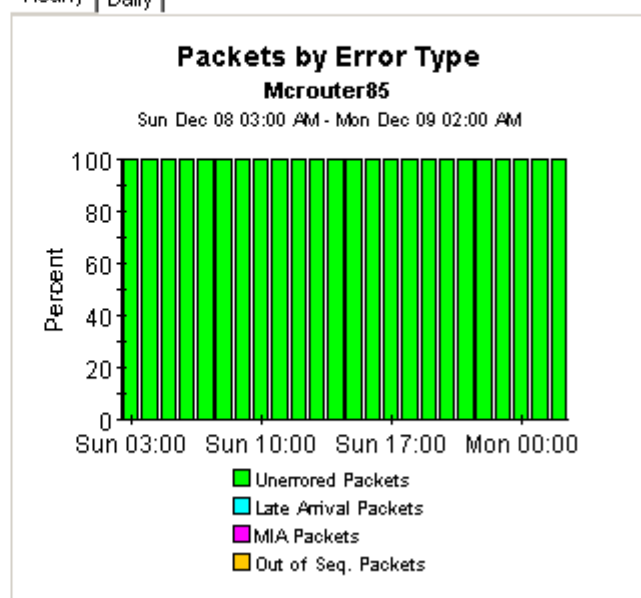 Hourly Daily
Packets by Error Type
Mcrouter85
Sun Dec 08 03:00 AM - Mon Dec 09 02:00 AM
Percent
100
80
60
40
20
0
Sun 03:00 Sun 10:00 Sun 17:00 Mon 00:00
Unerrored Packets
Late Arrival Packets
MIA Packets
Out of Seq. Packets